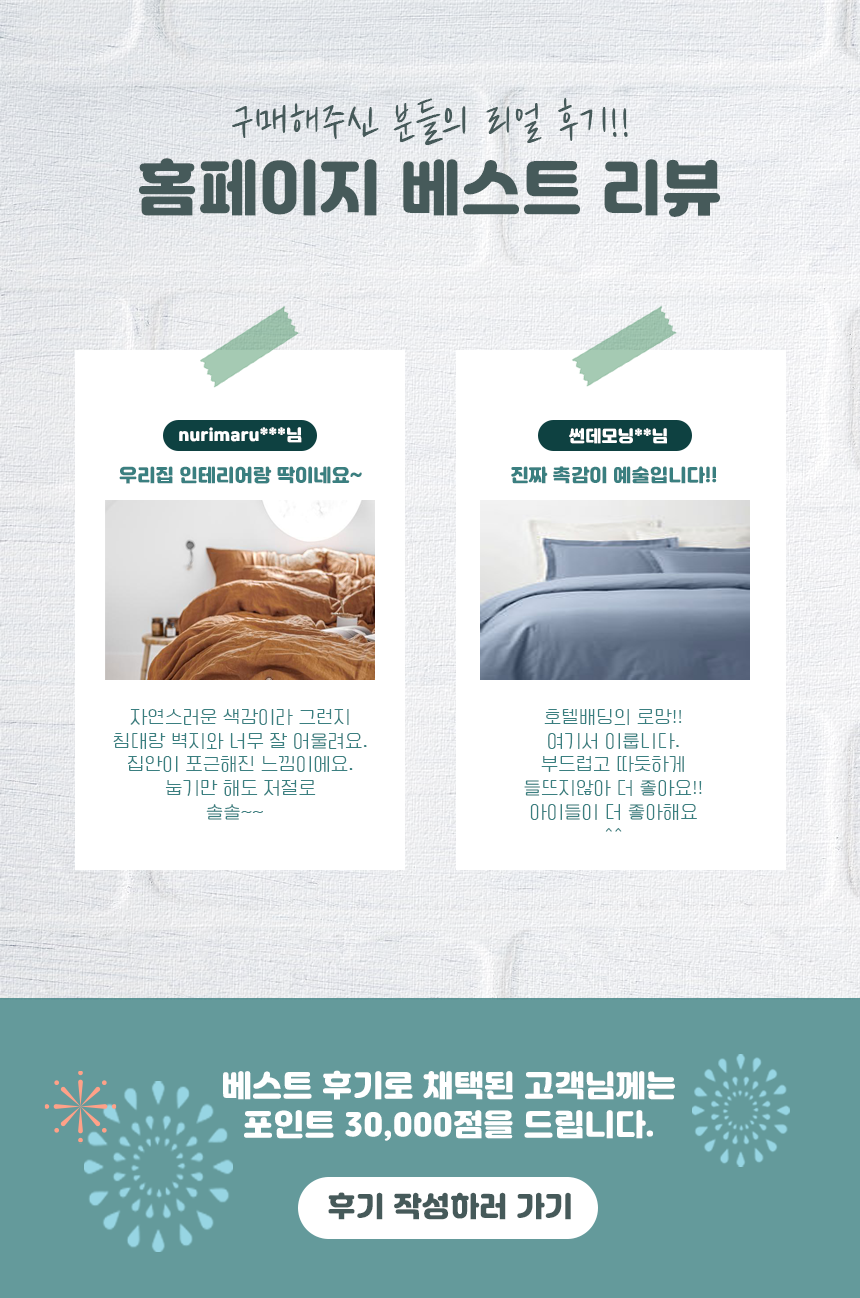 구매해주신 분들의 리얼 후기!!
홈페이지 베스트 리뷰
nurimaru***님
우리집 인테리어랑 딱이네요~
자연스러운 색감이라 그런지
침대랑 벽지와 너무 잘 어울려요.
집안이 포근해진 느낌이에요.
눕기만 해도 저절로
솔솔~~
썬데모닝**님
진짜 촉감이 예술입니다!!
호텔배딩의 로망!!
여기서 이룹니다.
부드럽고 따듯하게
들뜨지않아 더 좋아요!!
아이들이 더 좋아해요
^^
베스트 후기로 채택된 고객님께는
포인트 30,000점을 드립니다.
후기 작성하러 가기